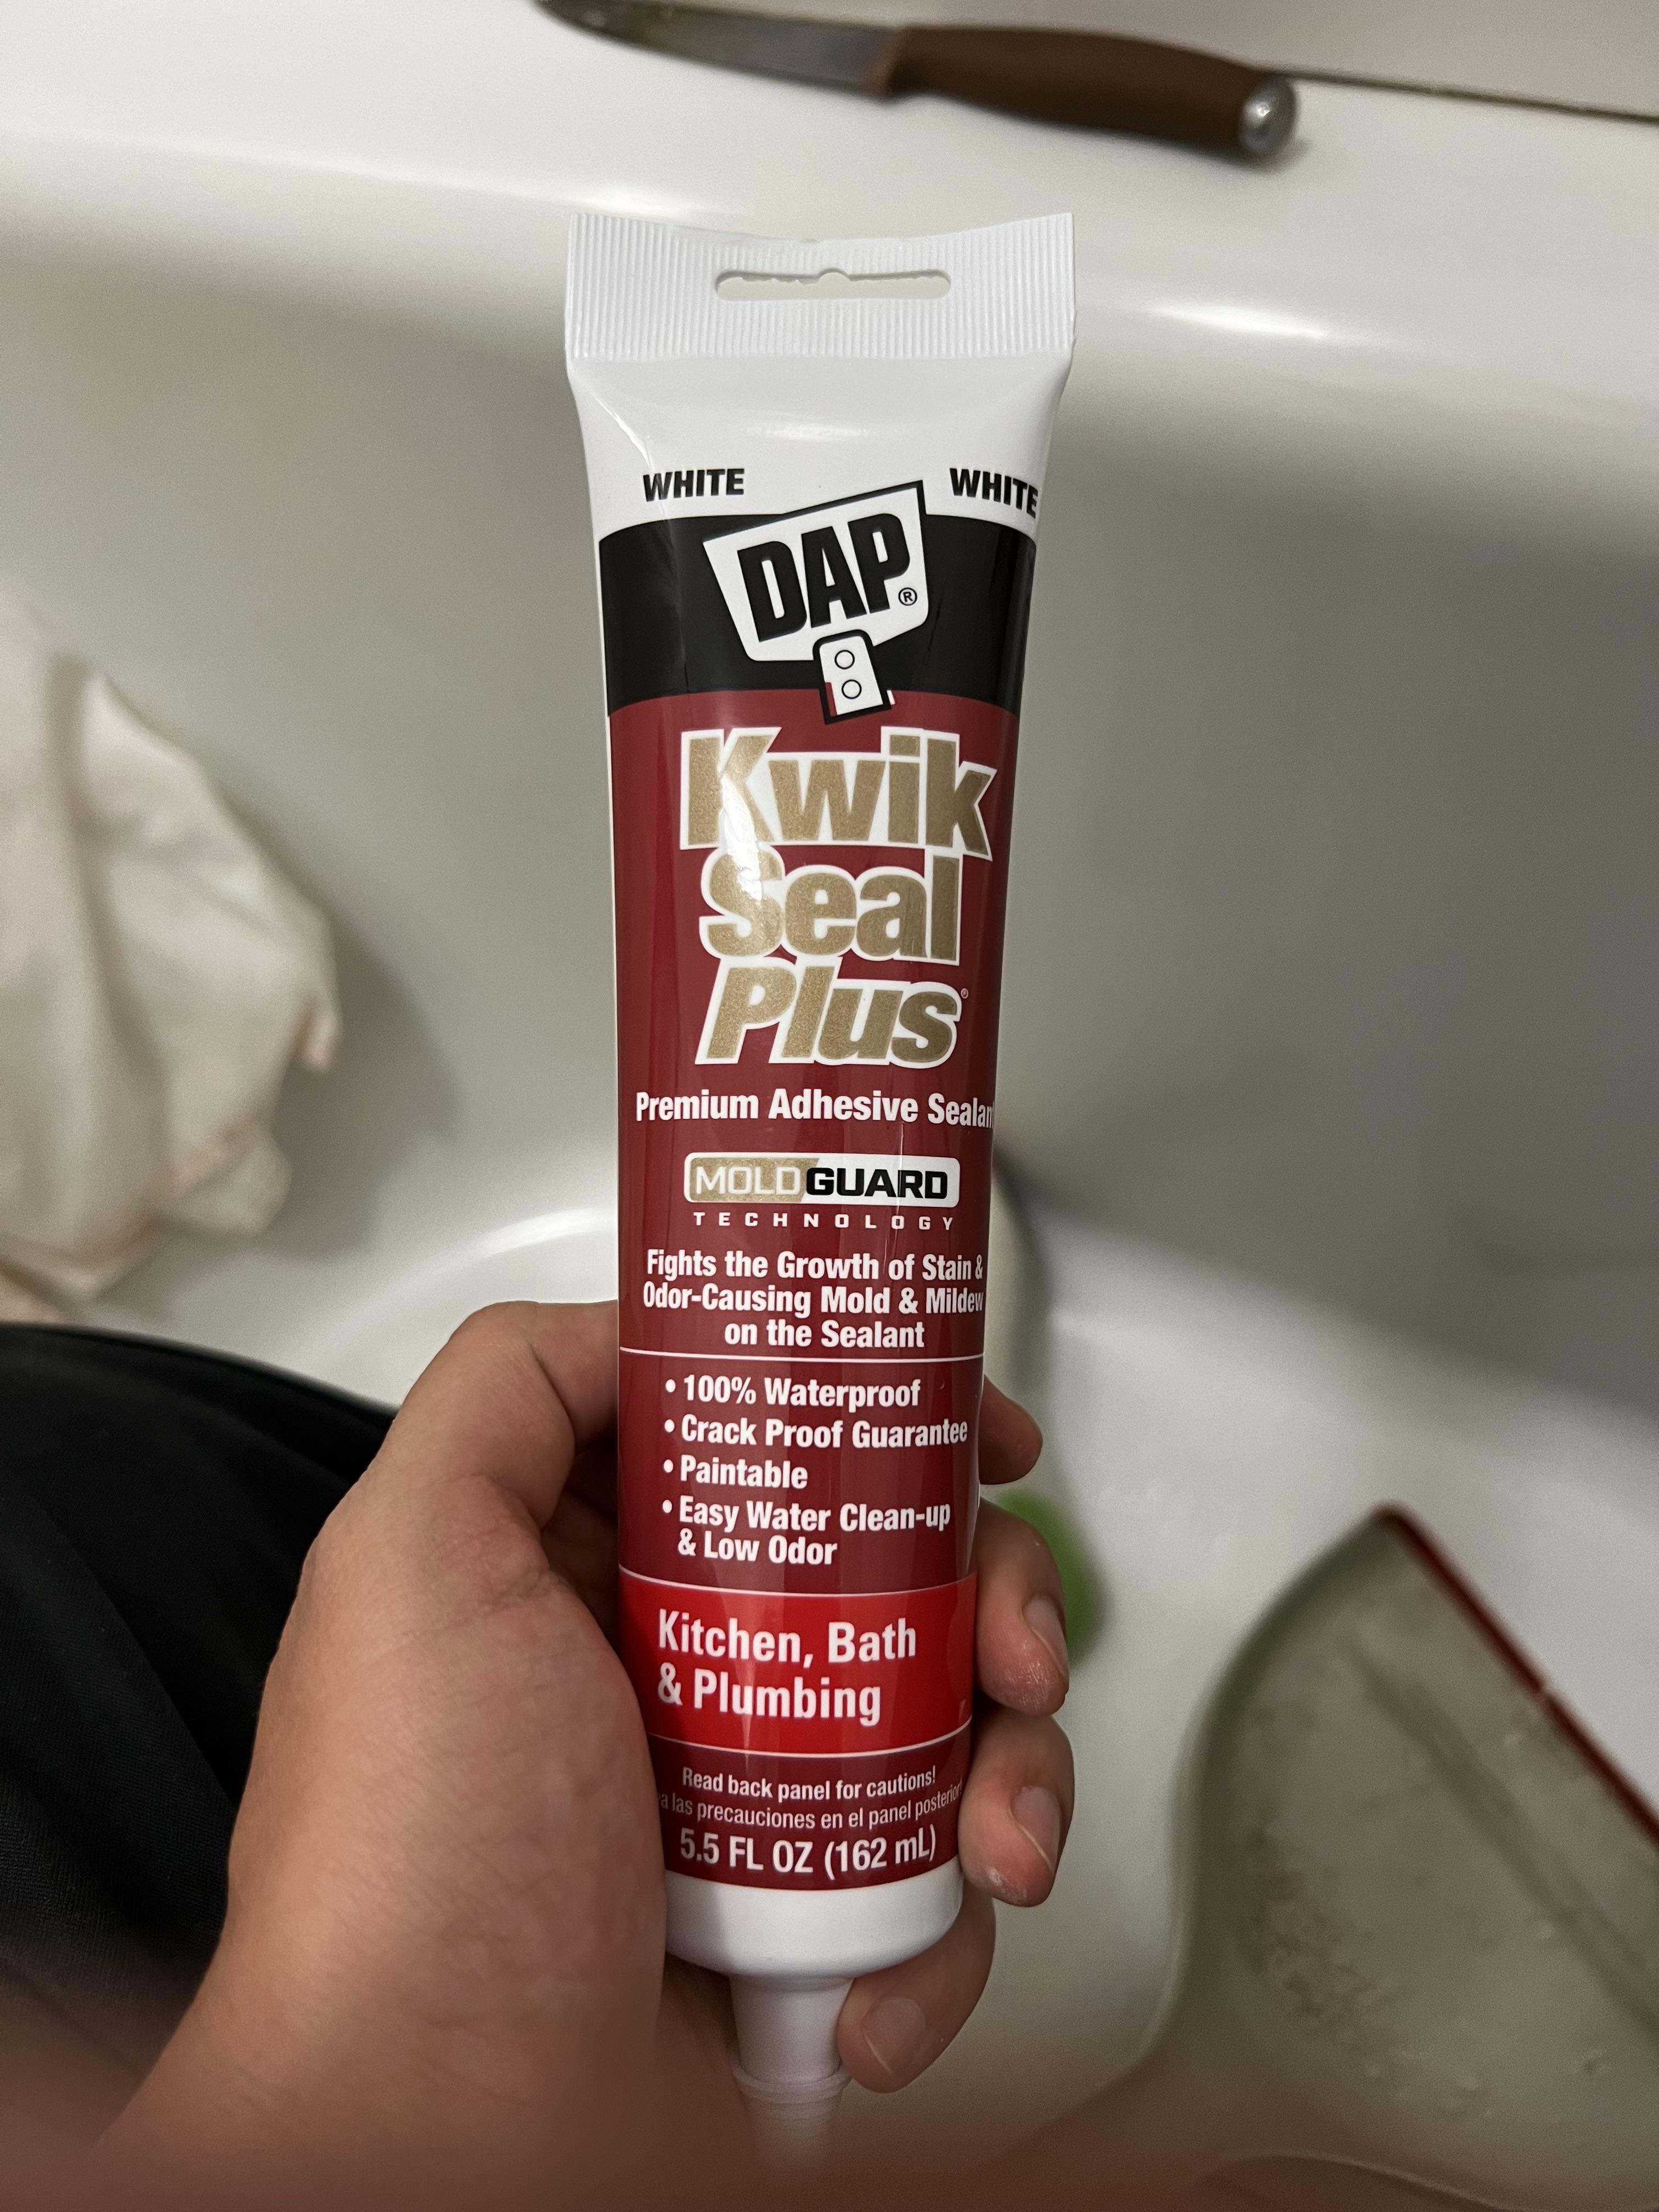 WHITE WHITE
DAP®
Kwik
Seal
Plus®
Premium Adhesive Sealan
MOLDGUARD
TECHNOLOGY
Fights the Growth of Stain &
Odor-Causing Mold & Mildew
on the Sealant
• 100% Waterproof
• Crack Proof Guarantee
• Paintable
• Easy Water Clean-up
& Low Odor
Kitchen, Bath
& Plumbing
Read back panel for cautions!
a las precauciones en el panel posterior!
5.5 FL OZ (162 mL)